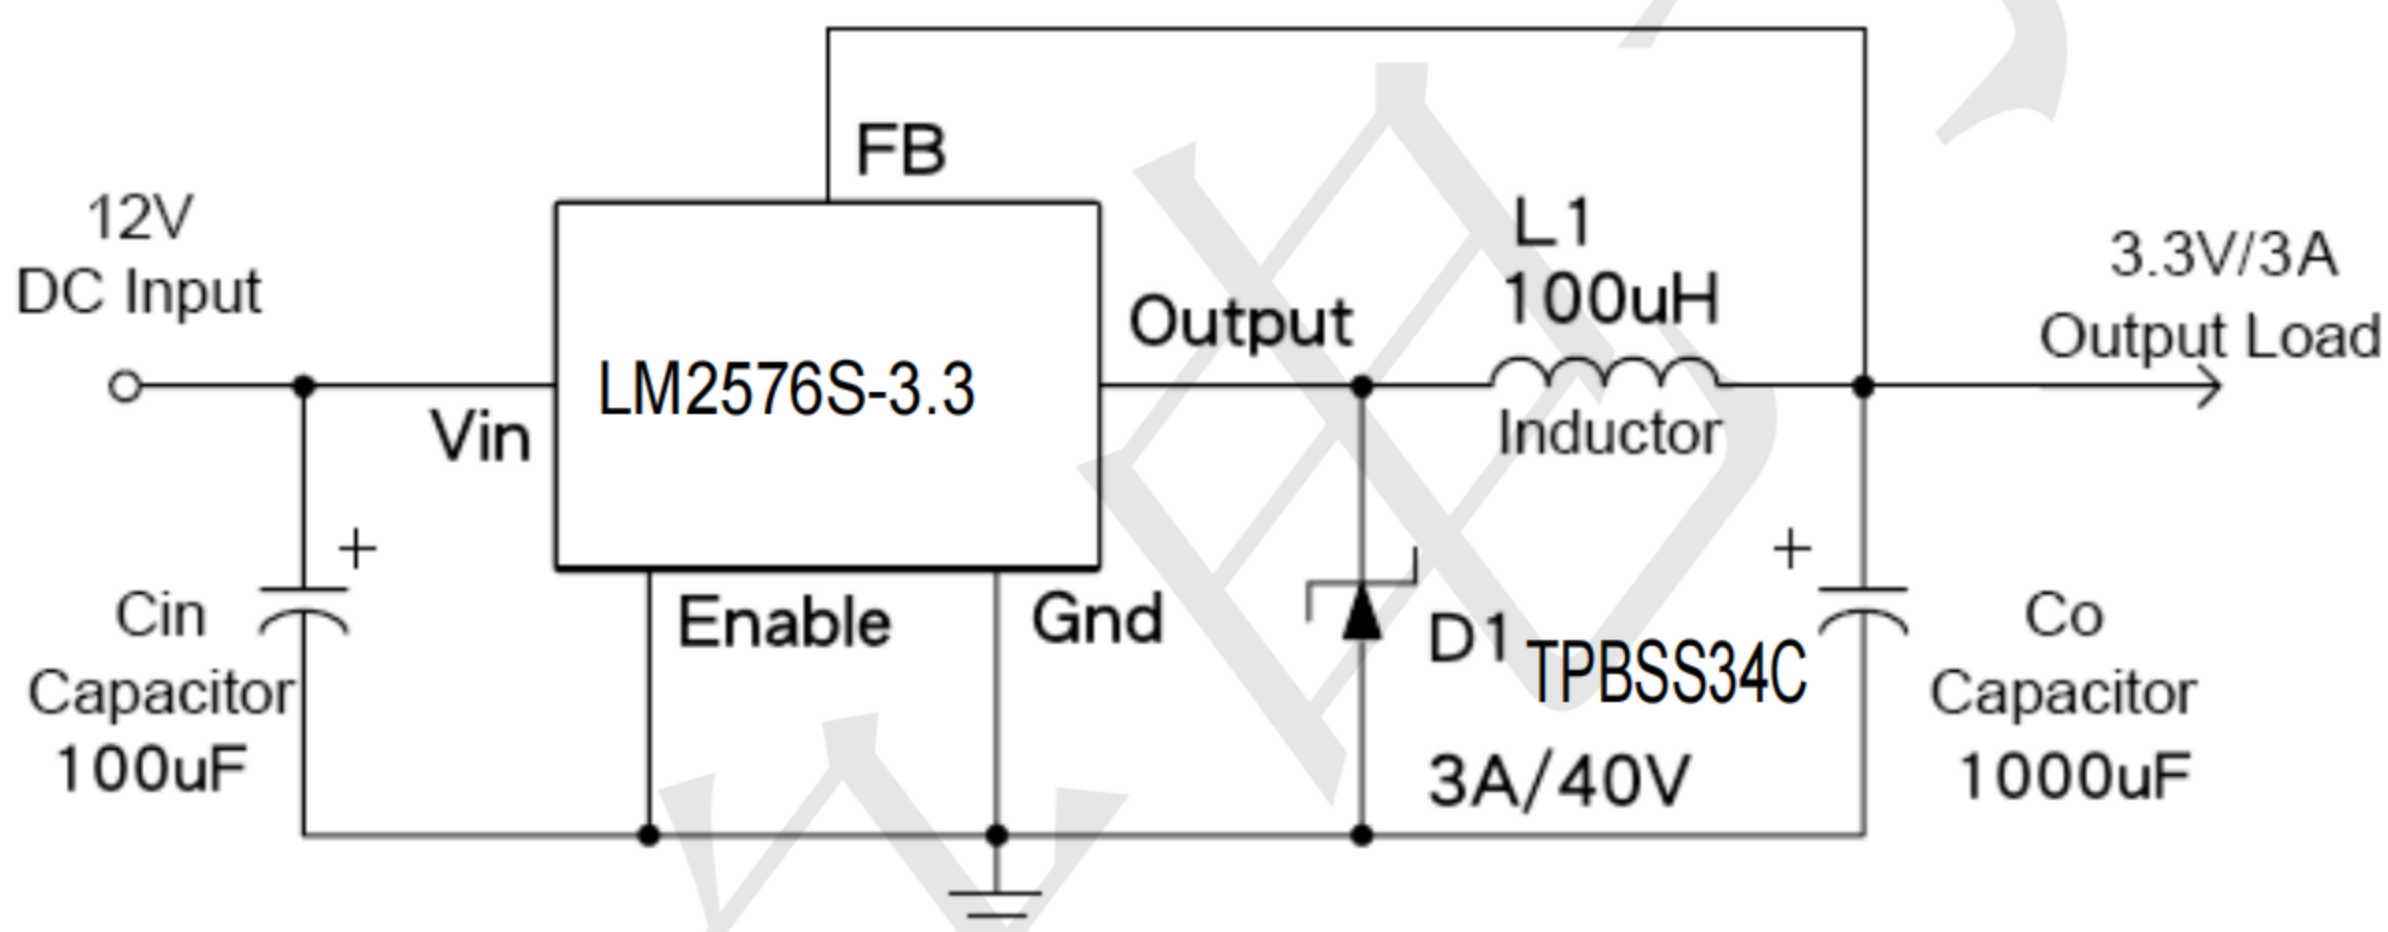 FB
12V
DC Input
Vin
LM2576S-3.3
Output
L1
100uH
Inductor
3.3V/3A
Output Load
+
Cin
Capacitor
100uF
Enable
Gnd
D1 TPBSS34C
3A/40V
+
Co
Capacitor
1000uF